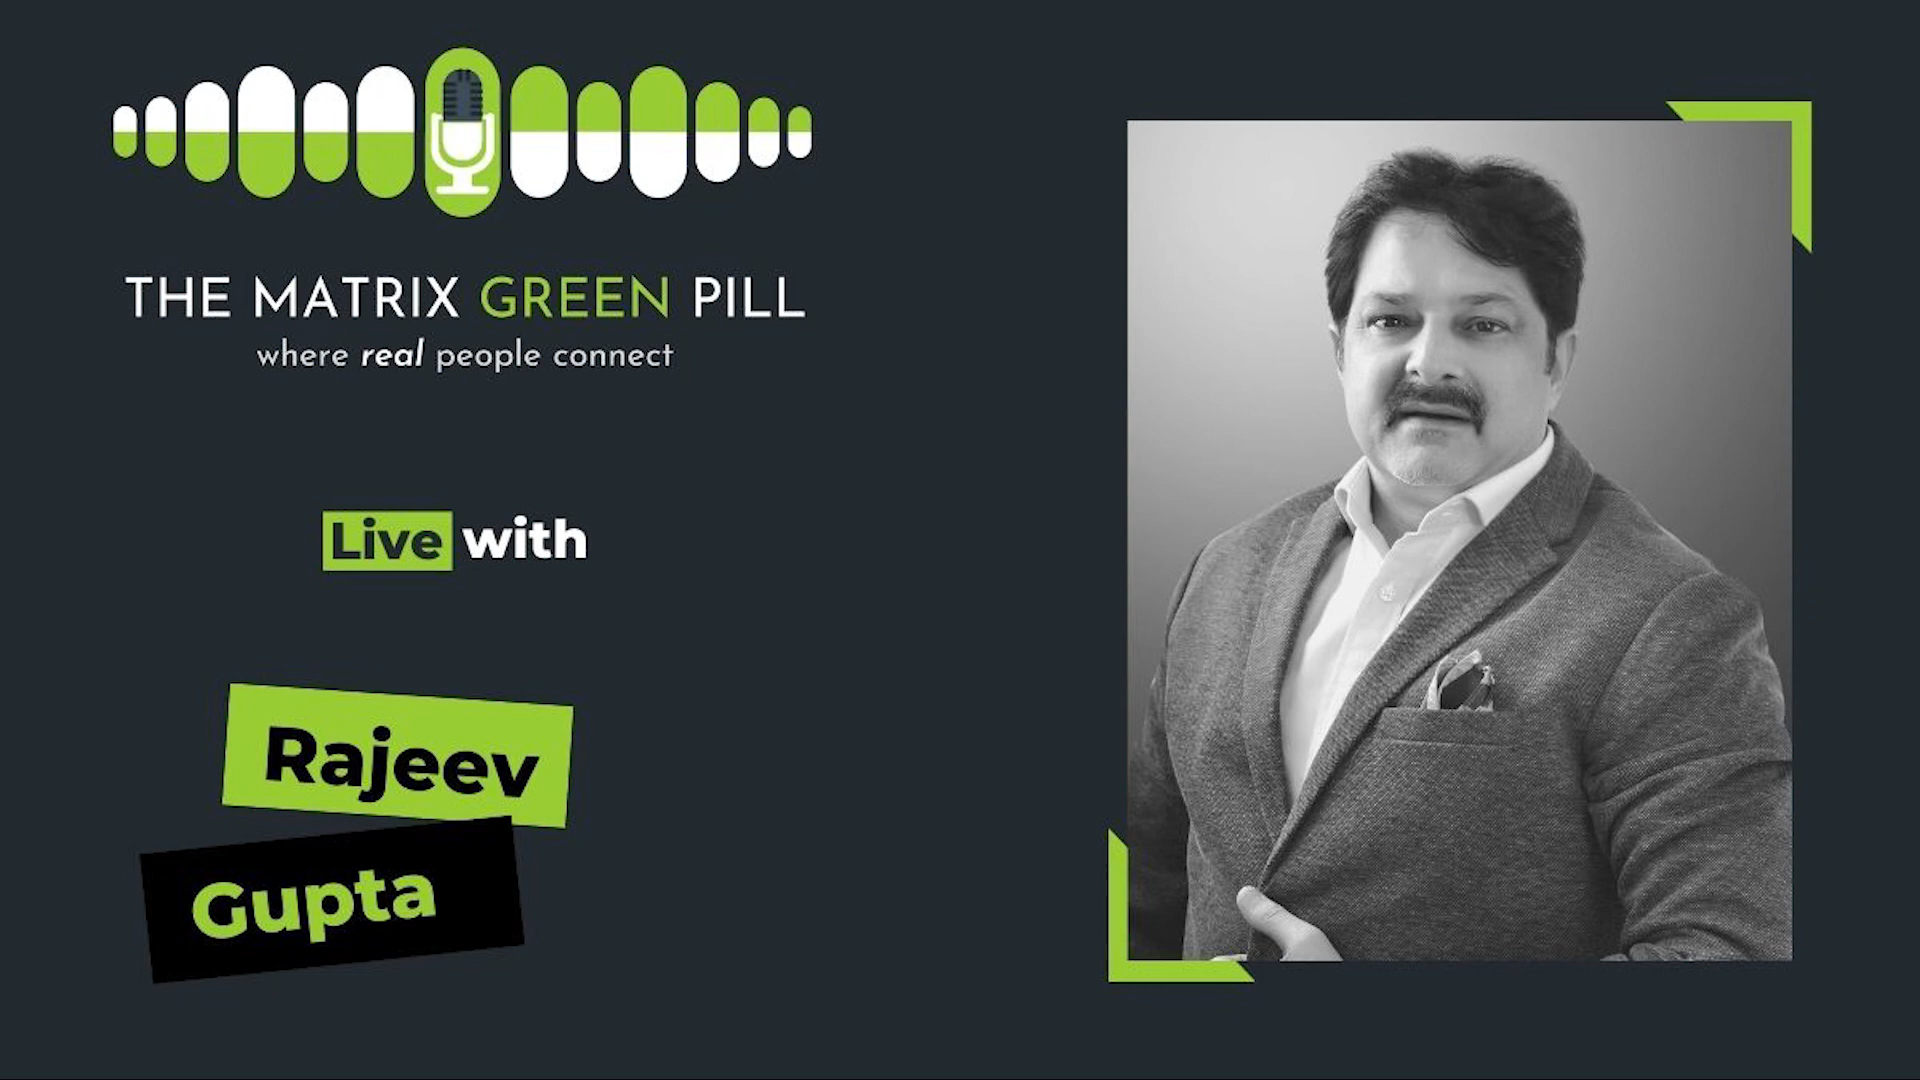 THE MATRIX GREEN PILL
where real people connect
Live with
Rajeev
Gupta